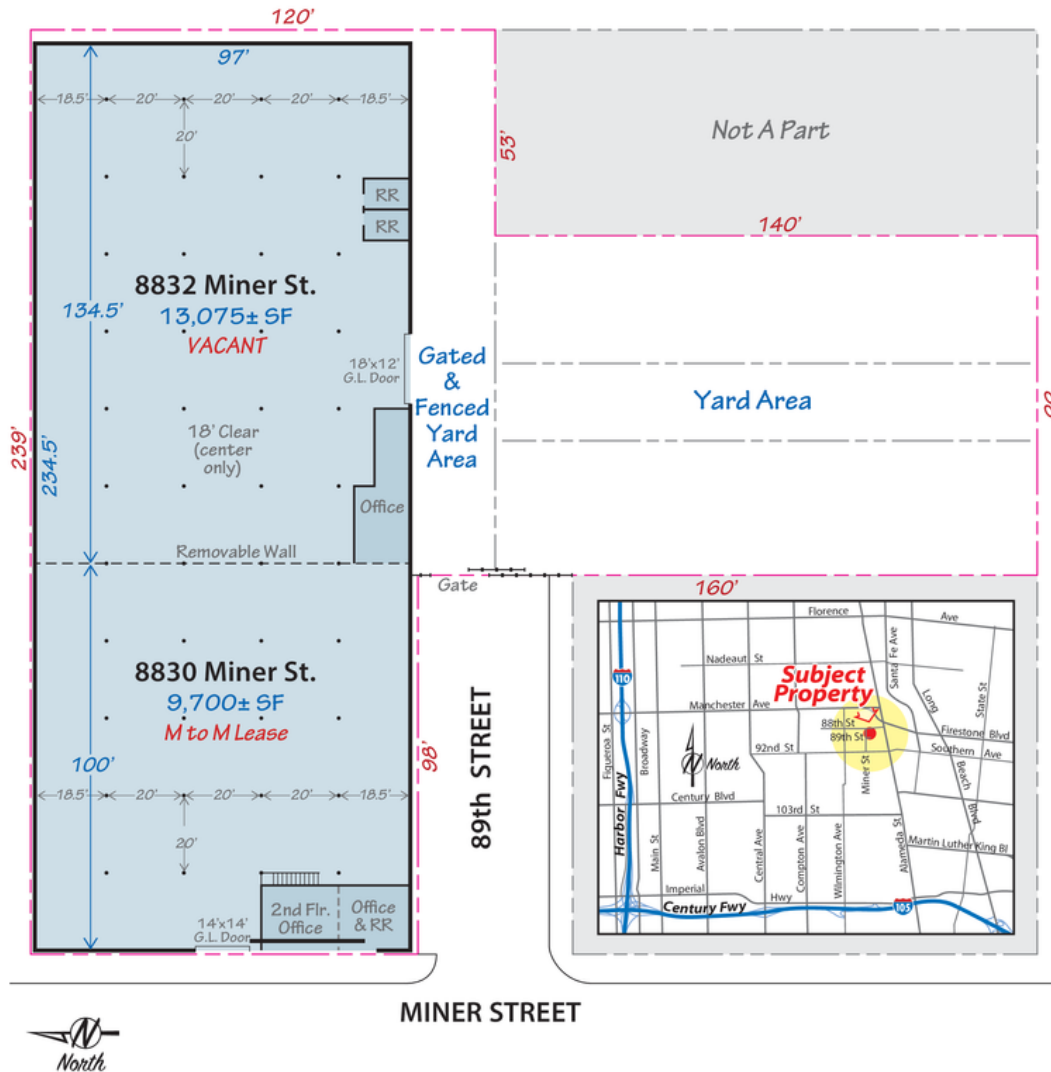 120'
97'
18.5' 20' 20' 20' 18.5'
20'
53'
Not A Part
140'
RR
RR
8832 Miner St.
13,075± SF
VACANT
134.5'
239'
234.5'
18'x12'
G.L. Door
Gated
&
Fenced
Yard
Area
Yard Area
18' Clear
(center
only)
Office
Removable Wall
Gate
160'
8830 Miner St.
9,700± SF
M to M Lease
100'
98'
18.5' 20' 20' 20' 18.5'
20'
14'x14'
G.L. Door
2nd Flr.
Office
Office
& RR
89th STREET
MINER STREET
North
Florence Ave
Nadeaut St
Santa Fe Ave
Long Beach Blvd
State St
110
Subject
Property
Manchester Ave
88th St
89th St
Firestone Blvd
92nd St
Southern Ave
Miner St
North
Figueroa St
Harbor Fwy
Broadway
Main St
Avalon Blvd
Central Ave
Compton Ave
Wilmington Ave
Alameda St
Century Blvd
103rd St
Martin Luther King Bl
Imperial Hwy
Century Fwy
105